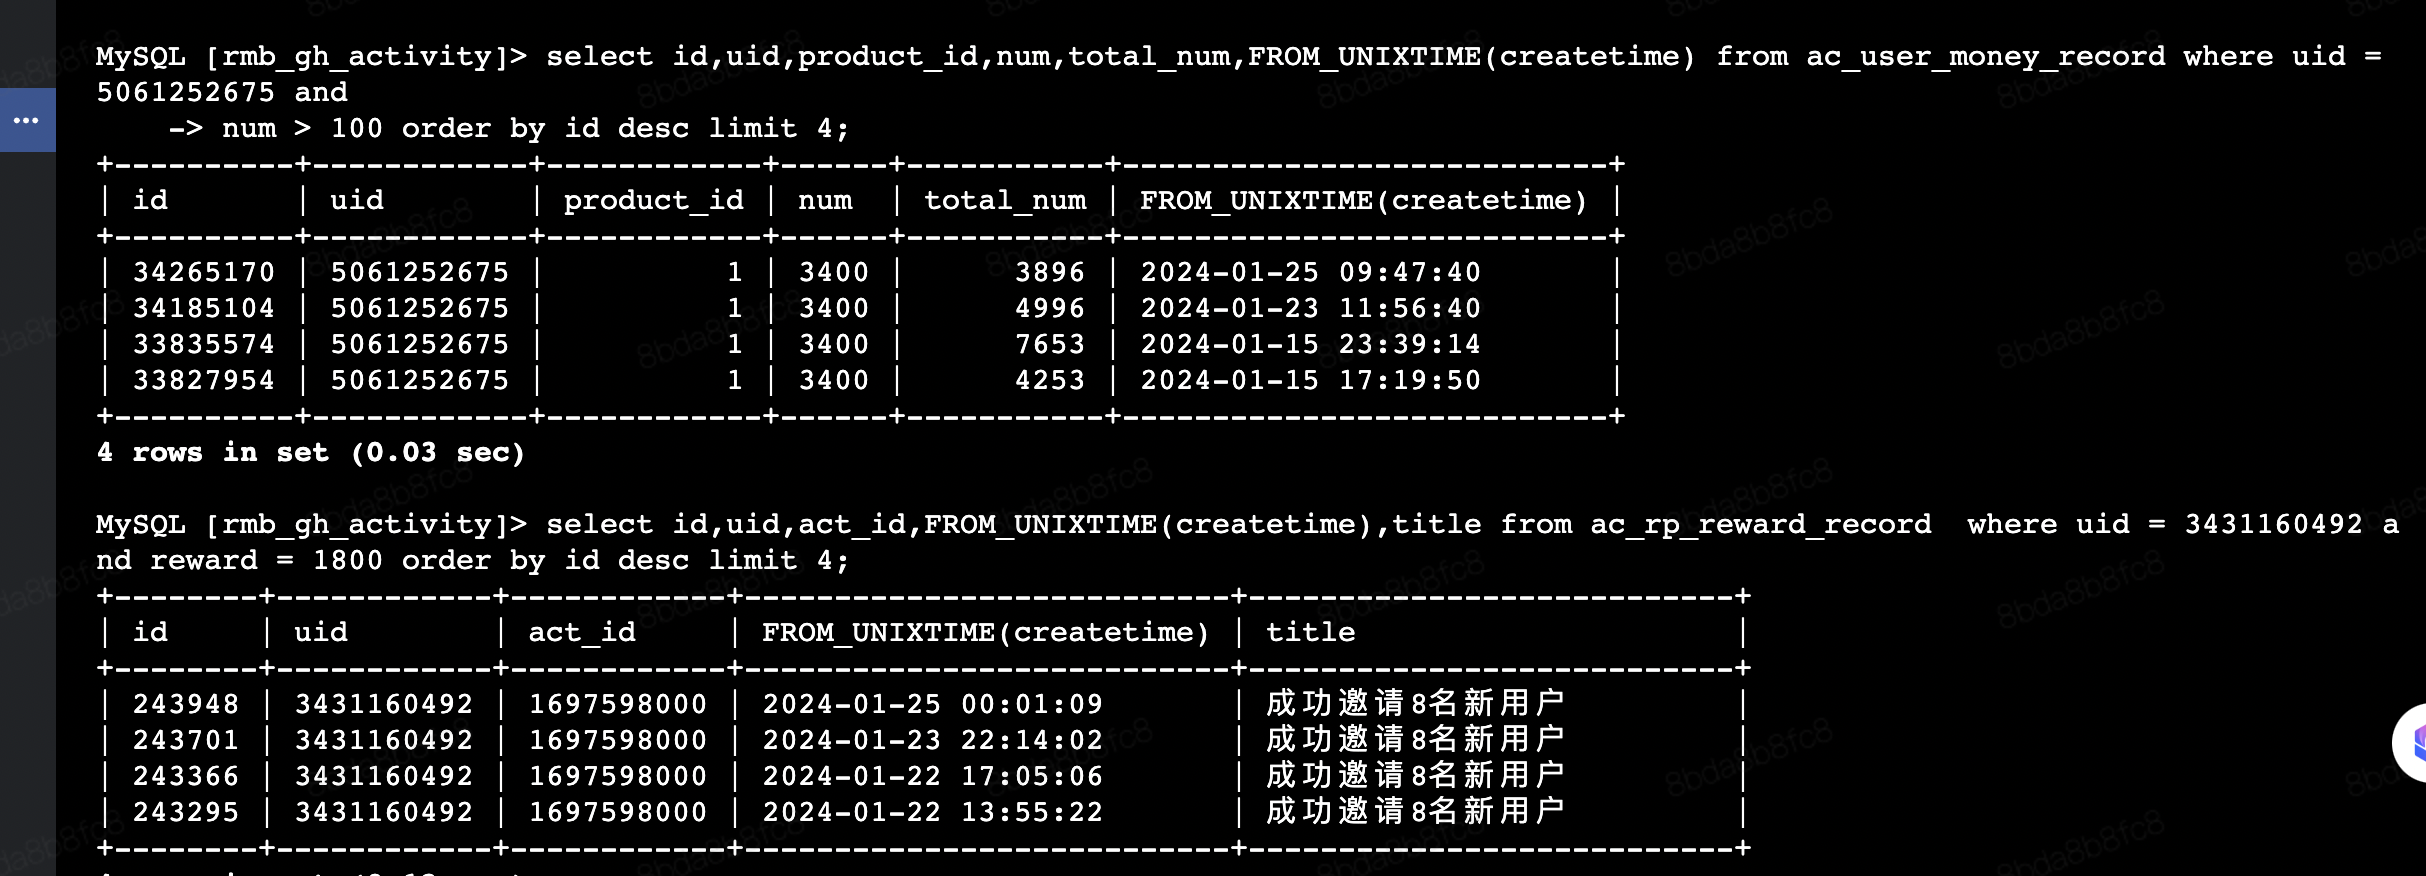 MySQL [rmb_gh_activity]> select id,uid,product_id,num,total_num,FROM_UNIXTIME(createtime) from ac_user_money_record where uid =
5061252675 and
    -> num > 100 order by id desc limit 4;
+----------+------------+------------+------+-----------+---------------------------+
| id       | uid        | product_id | num  | total_num | FROM_UNIXTIME(createtime) |
+----------+------------+------------+------+-----------+---------------------------+
| 34265170 | 5061252675 |          1 | 3400 |      3896 | 2024-01-25 09:47:40       |
| 34185104 | 5061252675 |          1 | 3400 |      4996 | 2024-01-23 11:56:40       |
| 33835574 | 5061252675 |          1 | 3400 |      7653 | 2024-01-15 23:39:14       |
| 33827954 | 5061252675 |          1 | 3400 |      4253 | 2024-01-15 17:19:50       |
+----------+------------+------------+------+-----------+---------------------------+
4 rows in set (0.03 sec)
MySQL [rmb_gh_activity]> select id,uid,act_id,FROM_UNIXTIME(createtime),title from ac_rp_reward_record  where uid = 3431160492 a
nd reward = 1800 order by id desc limit 4;
+--------+------------+------------+---------------------------+---------------------------+
| id     | uid        | act_id     | FROM_UNIXTIME(createtime) | title                     |
+--------+------------+------------+---------------------------+---------------------------+
| 243948 | 3431160492 | 1697598000 | 2024-01-25 00:01:09       | 成功邀请8名新用户         |
| 243701 | 3431160492 | 1697598000 | 2024-01-23 22:14:02       | 成功邀请8名新用户         |
| 243366 | 3431160492 | 1697598000 | 2024-01-22 17:05:06       | 成功邀请8名新用户         |
| 243295 | 3431160492 | 1697598000 | 2024-01-22 13:55:22       | 成功邀请8名新用户         |
+--------+------------+------------+---------------------------+---------------------------+
8bda8b8fc8